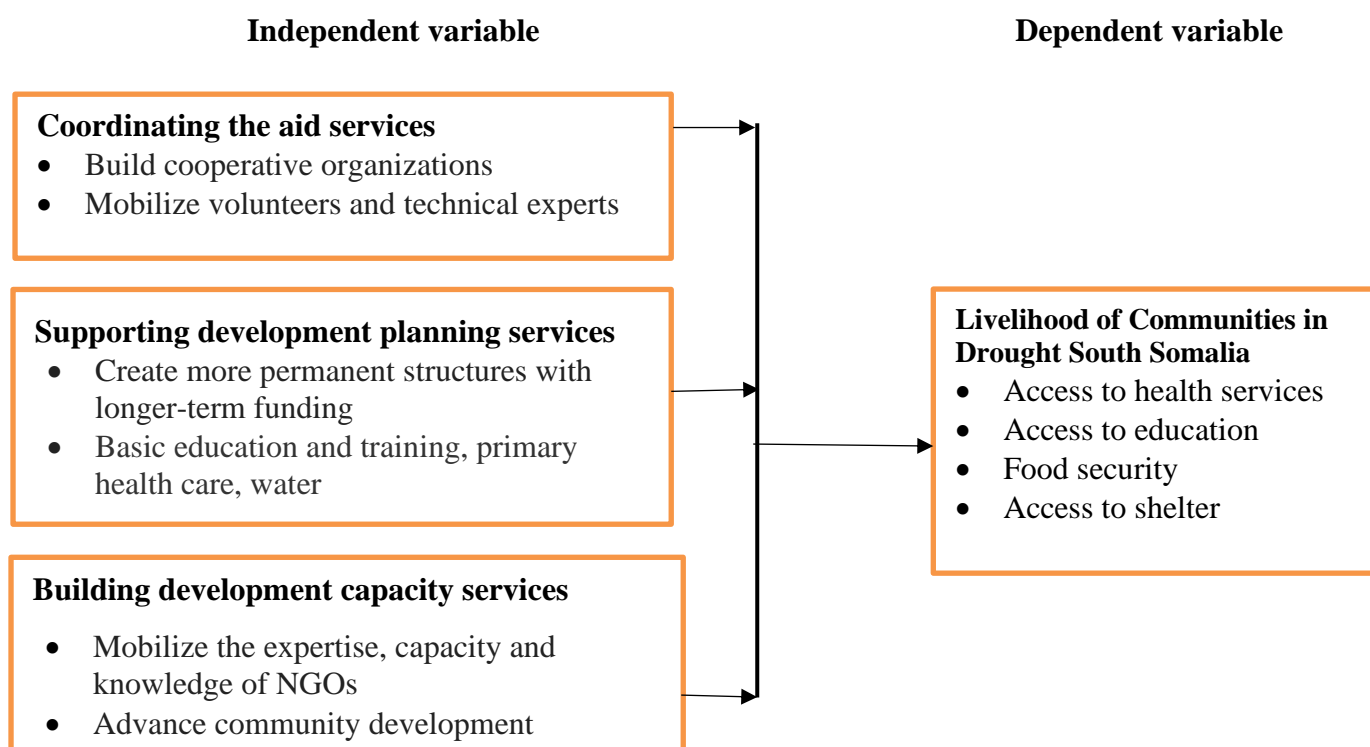 Independent variable
Dependent variable
Coordinating the aid services
• Build cooperative organizations
• Mobilize volunteers and technical experts
Supporting development planning services
• Create more permanent structures with
longer-term funding
• Basic education and training, primary
health care, water
Building development capacity services
• Mobilize the expertise, capacity and
knowledge of NGOs
• Advance community development
Livelihood of Communities in
Drought South Somalia
• Access to health services
• Access to education
• Food security
• Access to shelter